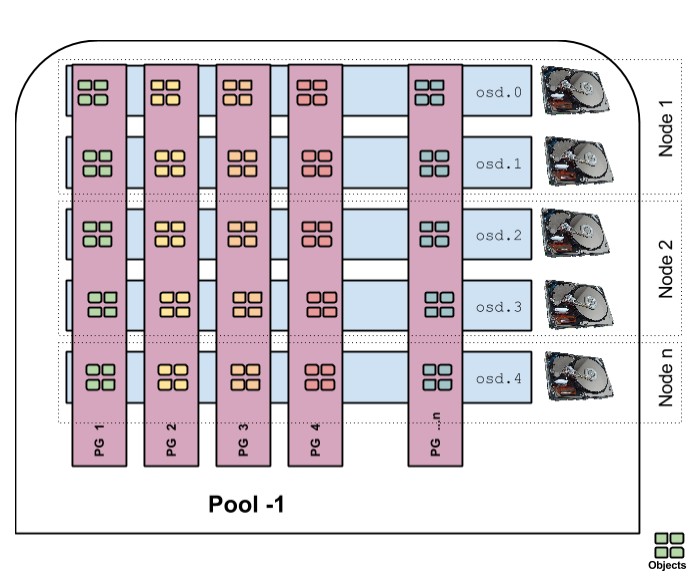 osd.0
osd.1
osd.2
osd.3
osd.4
Node 1
Node 2
Node n
PG 1
PG 2
PG 3
PG 4
PG ...n
Pool -1
Objects